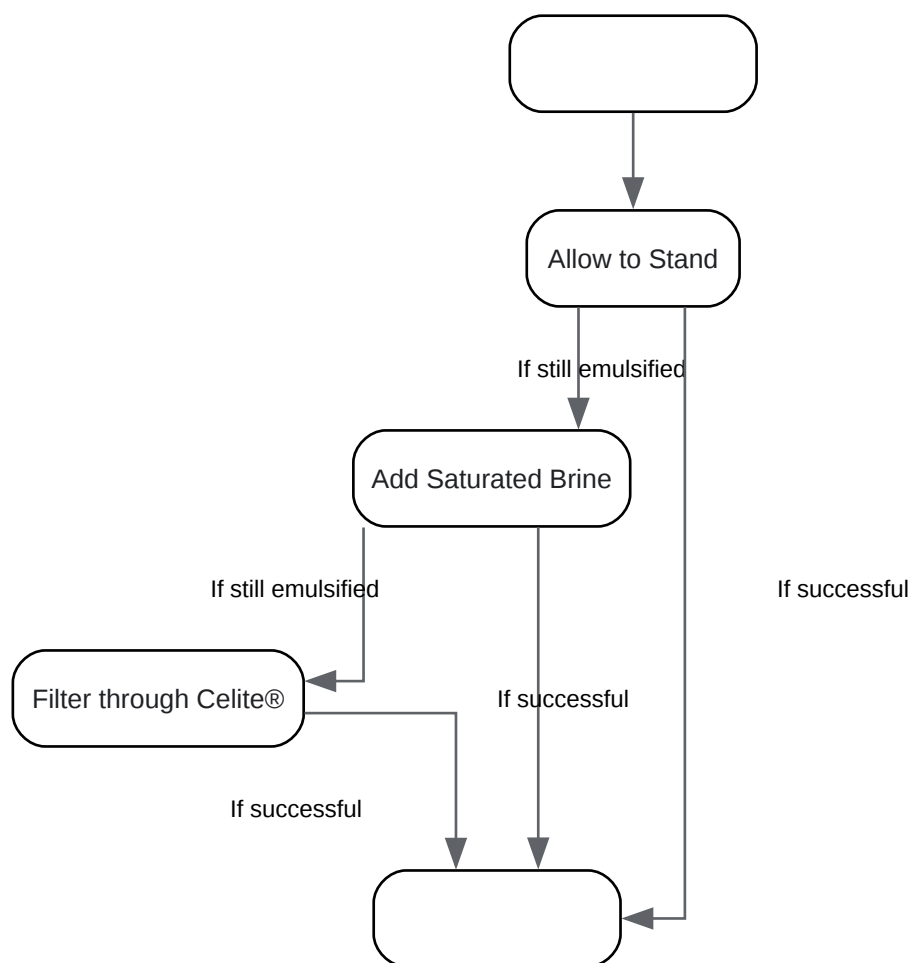 Allow to Stand
If still emulsified
Add Saturated Brine
If still emulsified
If successful
Filter through Celite®
If successful
If successful